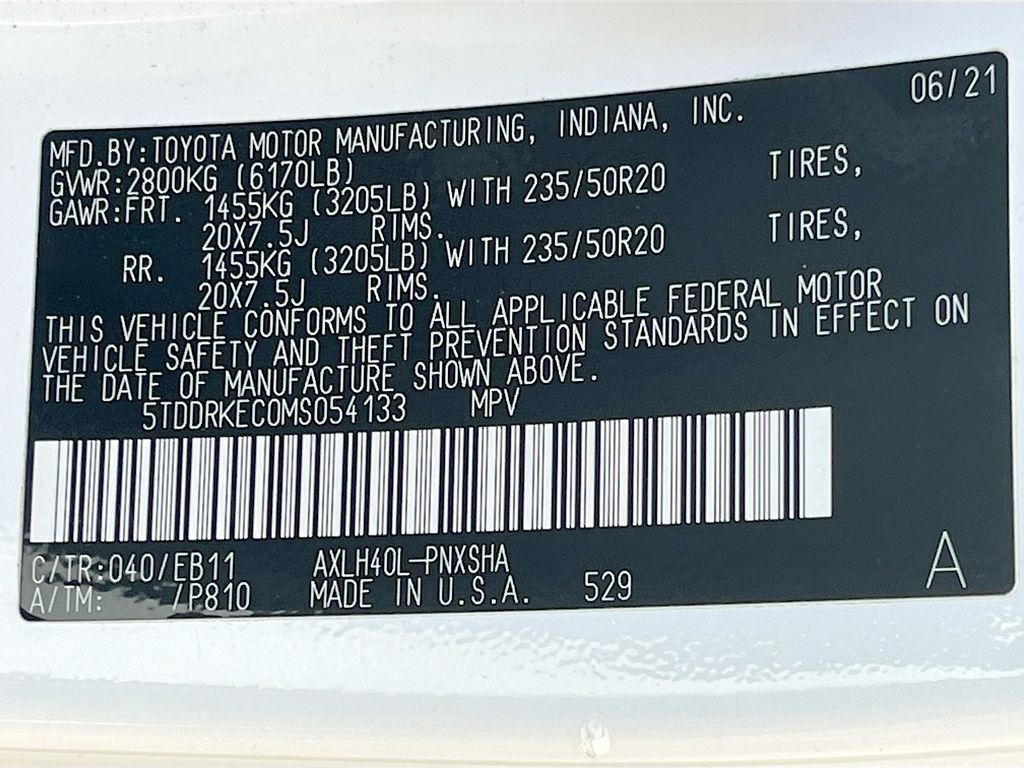 06/21
MFD.BY:TOYOTA MOTOR MANUFACTURING, INDIANA, INC.
GVWR:2800KG (6170LB)
GAWR:FRT. 1455KG (3205LB) WITH 235/50R20 TIRES,
20X7.5J RIMS.
RR. 1455KG (3205LB) WITH 235/50R20 TIRES,
20X7.5J RIMS.
THIS VEHICLE CONFORMS TO ALL APPLICABLE FEDERAL MOTOR
VEHICLE SAFETY AND THEFT PREVENTION STANDARDS IN EFFECT ON
THE DATE OF MANUFACTURE SHOWN ABOVE.
5TDDRKEC0MS054133 MPV
C/TR:040/EB11 AXLH40L-PNXSHA
A/TM: /P810 MADE IN U.S.A. 529
A